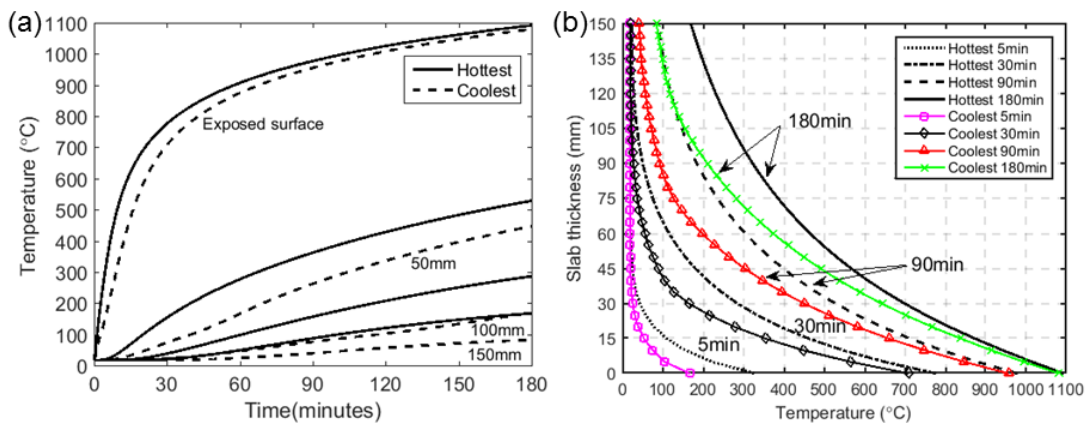 (a)
1100
1000
900
800
700
600
500
400
300
200
100
0
Temperature (°C)
Hottest
Coolest
Exposed surface
50mm
100mm
150mm
0 30 60 90 120 150 180
Time(minutes)
(b)
150
135
120
105
90
75
60
45
30
15
0
Slab thickness (mm)
Hottest 5min
Hottest 30min
Hottest 90min
Hottest 180min
Coolest 5min
Coolest 30min
Coolest 90min
Coolest 180min
180min
90min
30min
5min
0 100 200 300 400 500 600 700 800 900 1000 1100
Temperature (°C)